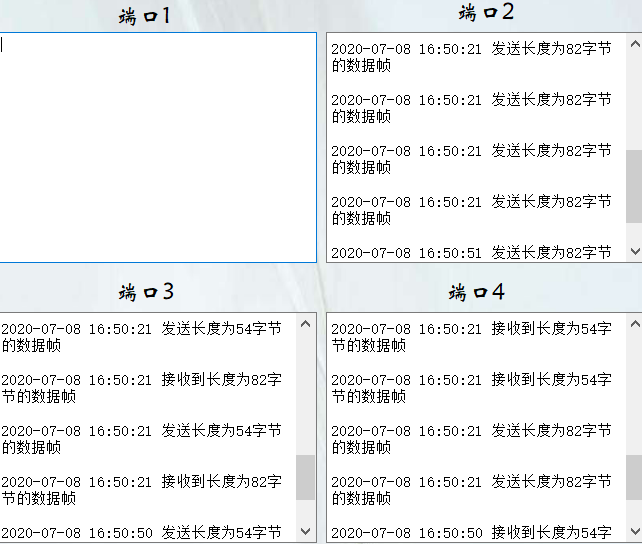 端口1
端口2
2020-07-08 16:50:21 发送长度为82字节
的数据帧
2020-07-08 16:50:21 发送长度为82字节
的数据帧
2020-07-08 16:50:21 发送长度为82字节
的数据帧
2020-07-08 16:50:21 发送长度为82字节
的数据帧
2020-07-08 16:50:51 发送长度为82字节
端口3
2020-07-08 16:50:21 发送长度为54字节
的数据帧
2020-07-08 16:50:21 接收到长度为82字
节的数据帧
2020-07-08 16:50:21 发送长度为54字节
的数据帧
2020-07-08 16:50:21 接收到长度为82字
节的数据帧
2020-07-08 16:50:50 发送长度为54字节
端口4
2020-07-08 16:50:21 接收到长度为54字
节的数据帧
2020-07-08 16:50:21 接收到长度为54字
节的数据帧
2020-07-08 16:50:21 发送长度为82字节
的数据帧
2020-07-08 16:50:21 发送长度为82字节
的数据帧
2020-07-08 16:50:50 接收到长度为54字